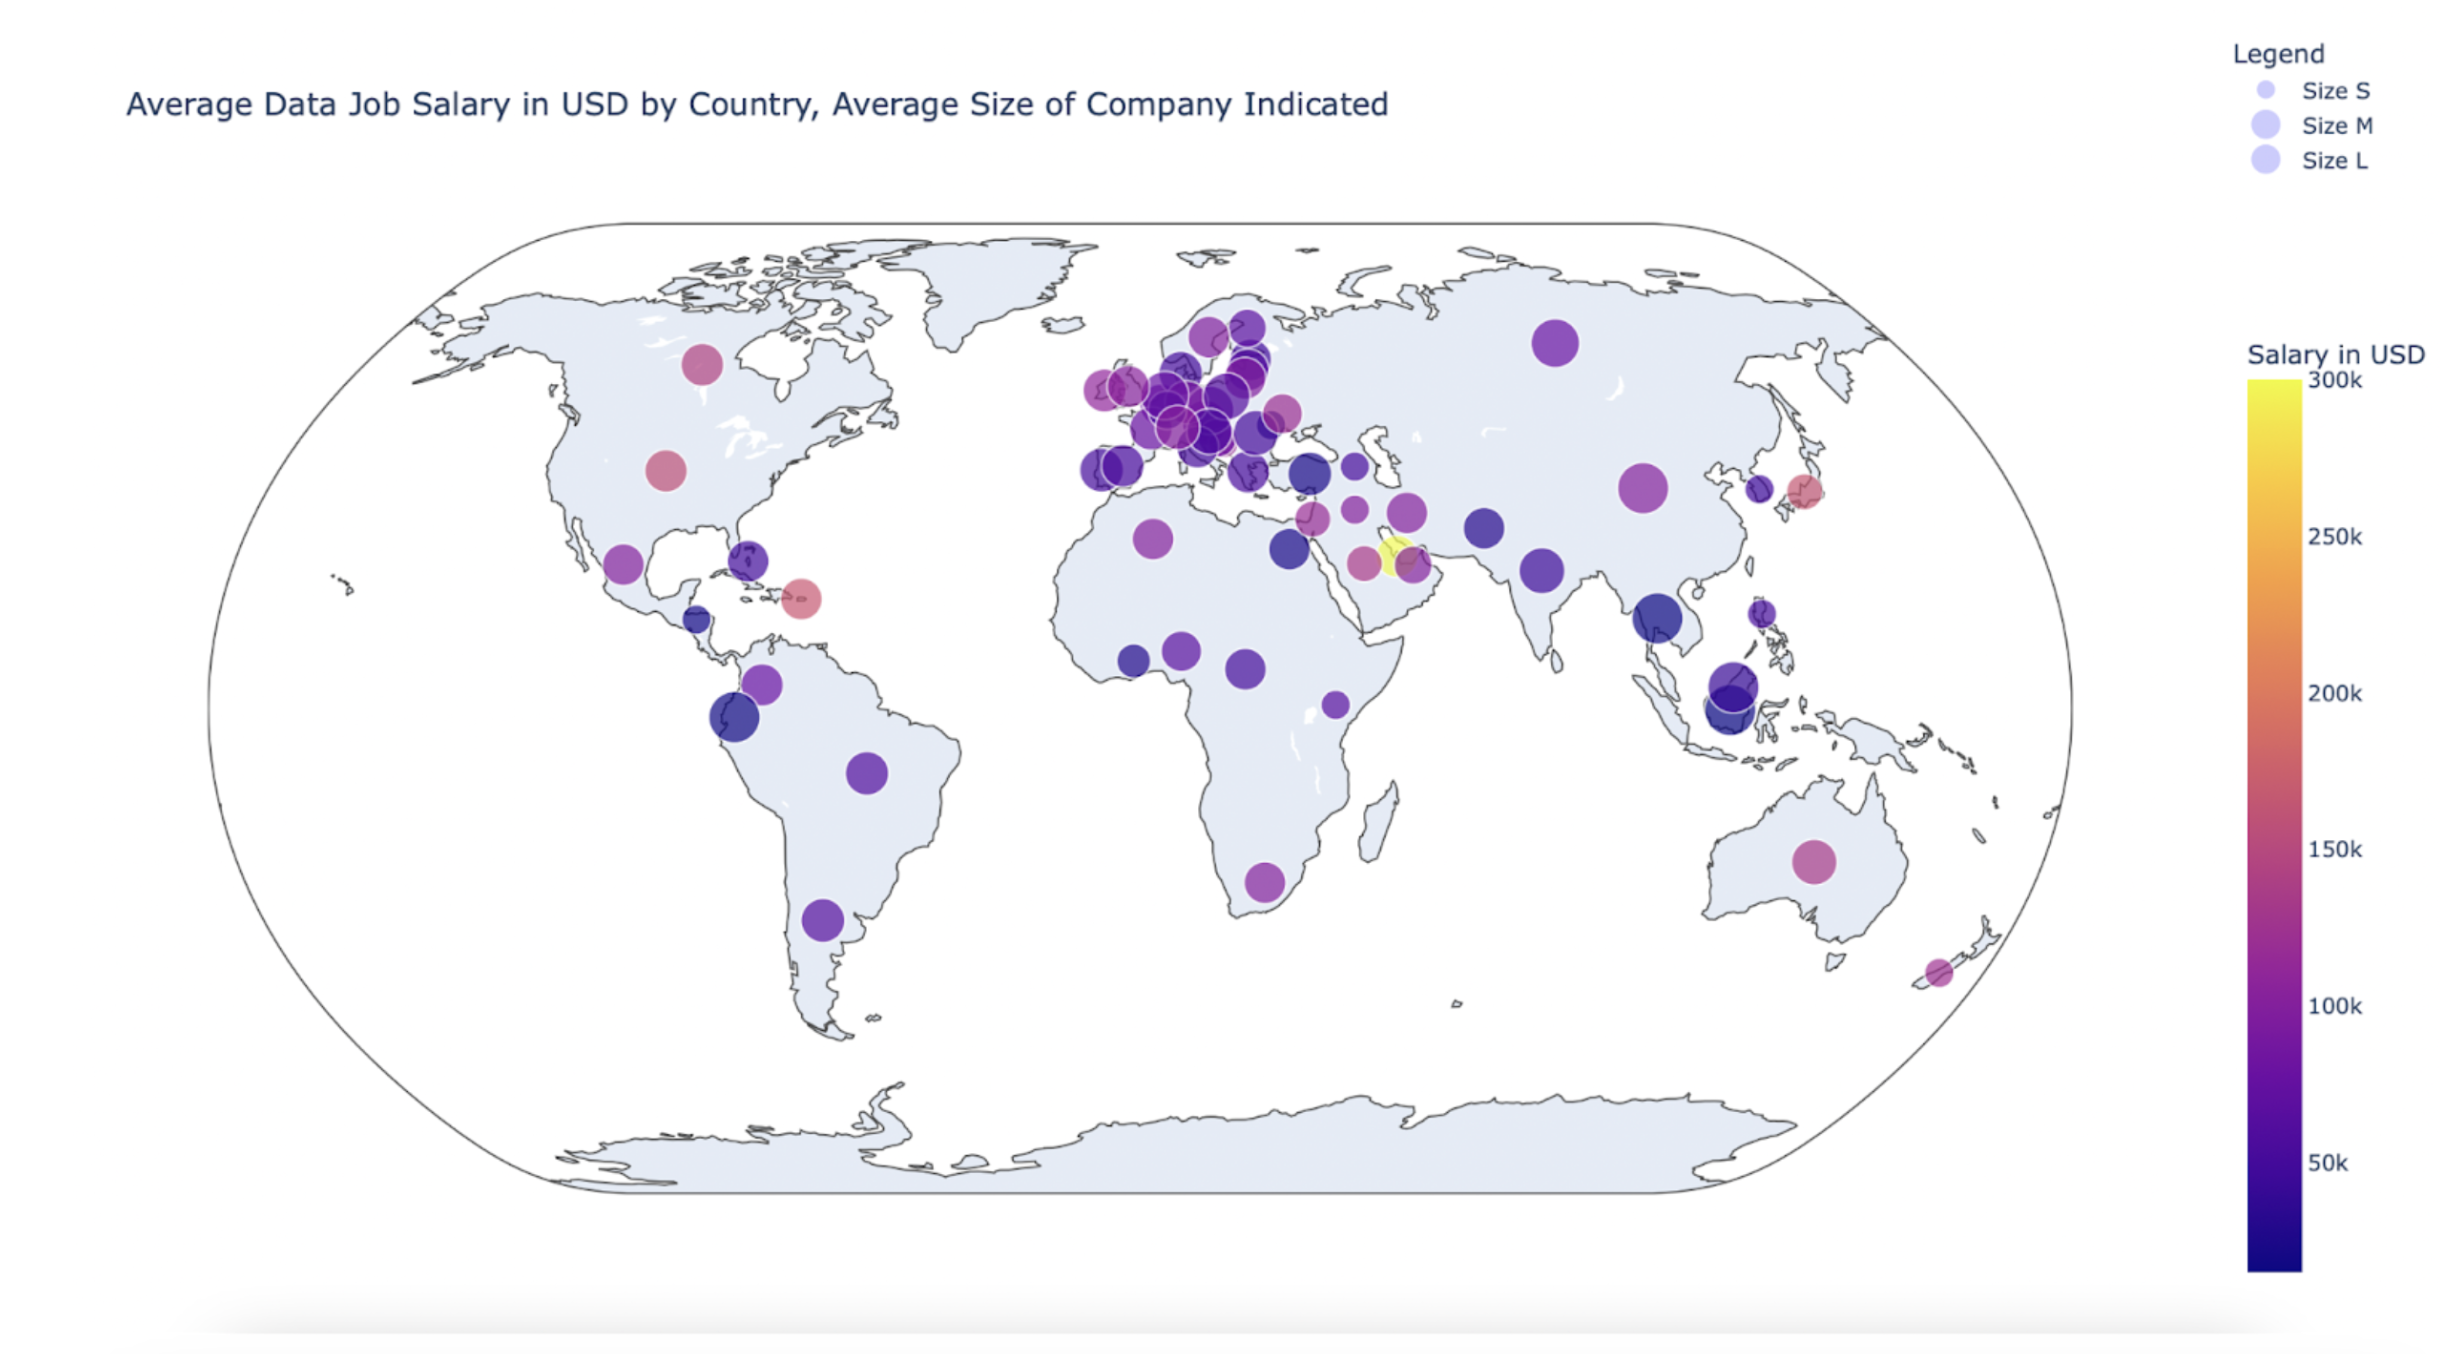 Average Data Job Salary in USD by Country, Average Size of Company Indicated
Legend
Size S
Size M
Size L
Salary in USD
300k
250k
200k
150k
100k
50k